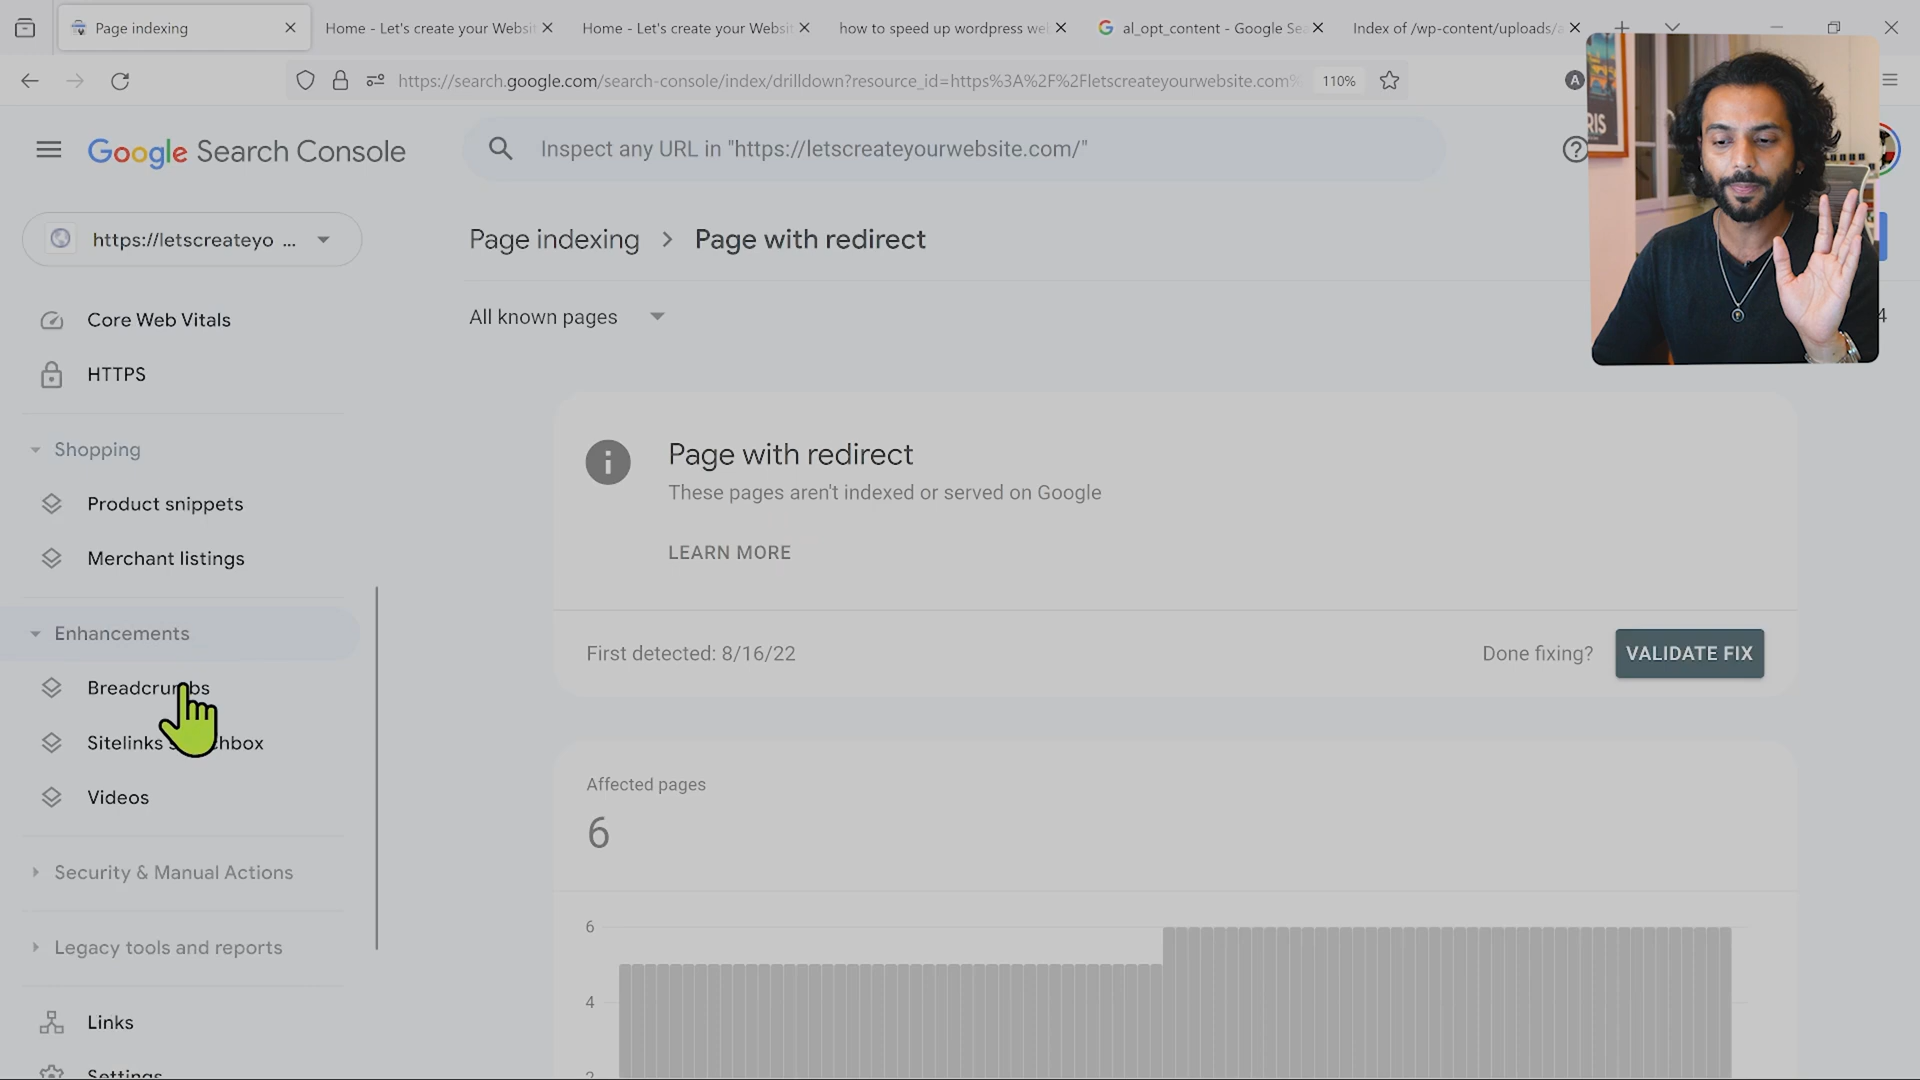 Page indexing
Home - Let's create your Websi
Home - Let's create your Websi
how to speed up wordpress we
al_opt_content - Google Se
Index of /wp-content/uploads/
https://search.google.com/search-console/index/drilldown?resource_id=https%3A%2F%2Fletscreateyourwebsite.com%
110%
A
Google Search Console
Inspect any URL in "https://letscreateyourwebsite.com/"
RIS
https://letscreateyo ...
Page indexing > Page with redirect
All known pages
4
Core Web Vitals
HTTPS
Shopping
Product snippets
Merchant listings
Enhancements
Breadcrumbs
Sitelinks searchbox
Videos
Security & Manual Actions
Legacy tools and reports
Links
Settings
Page with redirect
These pages aren't indexed or served on Google
LEARN MORE
First detected: 8/16/22
Done fixing?
VALIDATE FIX
Affected pages
6
6
4
2